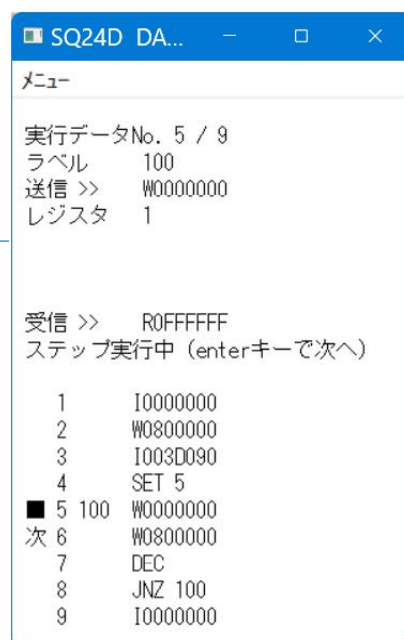 SQ24D DA...
メニュー
実行データNo. 5 / 9
ラベル 100
送信 >> W0000000
レジスタ 1
受信 >> R0FFFFFF
ステップ実行中（enterキーで次へ）
1 I0000000
2 W0800000
3 I003D090
4 SET 5
■ 5 100 W0000000
次 6 W0800000
7 DEC
8 JNZ 100
9 I0000000